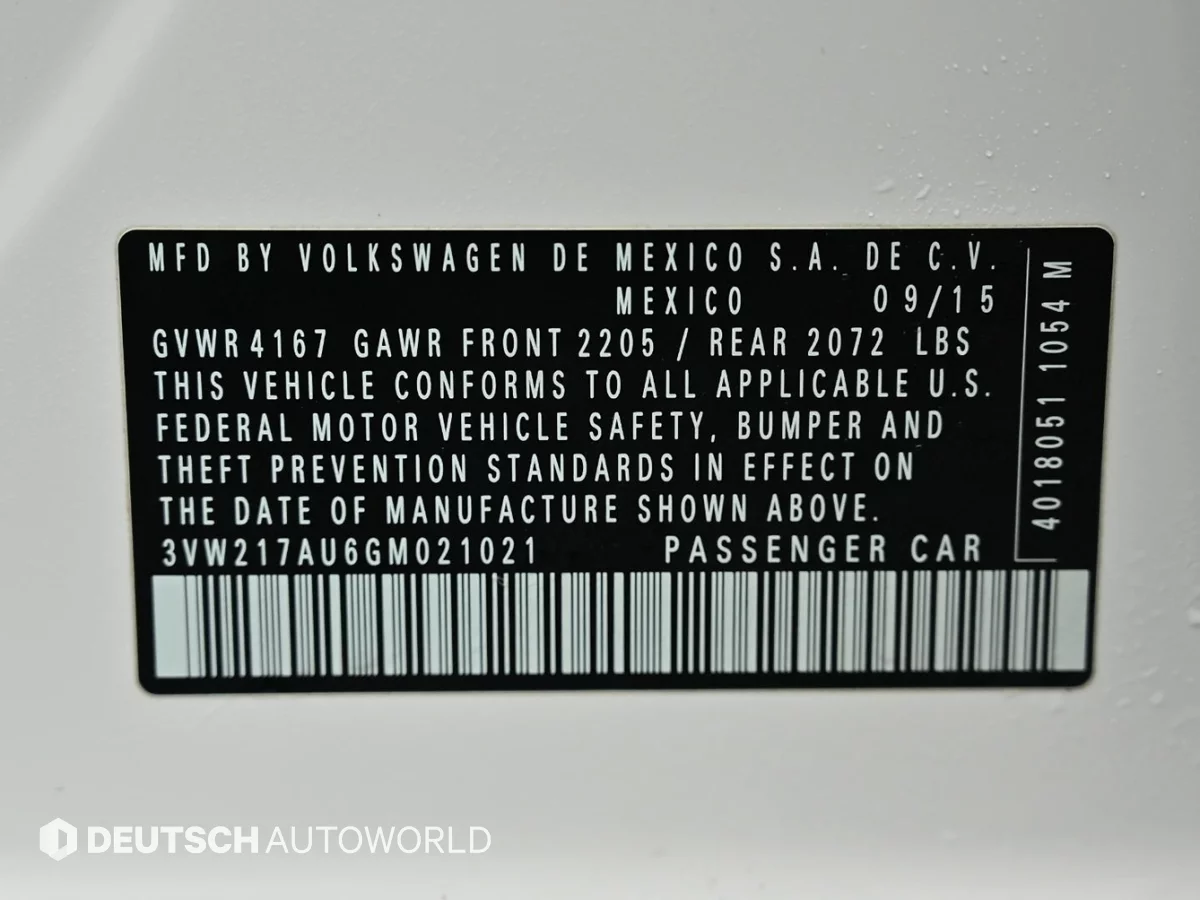 MFD BY VOLKSWAGEN DE MEXICO S.A. DE C.V.
MEXICO 09/15
GVWR 4167 GAWR FRONT 2205 / REAR 2072 LBS
THIS VEHICLE CONFORMS TO ALL APPLICABLE U.S.
FEDERAL MOTOR VEHICLE SAFETY, BUMPER AND
THEFT PREVENTION STANDARDS IN EFFECT ON
THE DATE OF MANUFACTURE SHOWN ABOVE.
3VW217AU6GM021021 PASSENGER CAR
4018051 1054 M
DEUTSCH AUTOWORLD